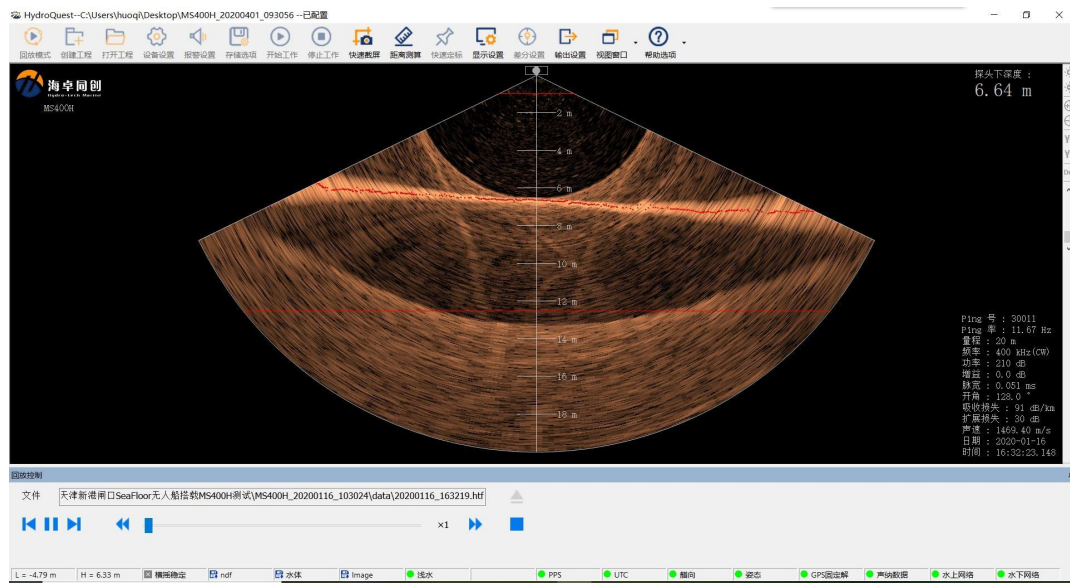 HydroQuest--C:\Users\huoqi\Desktop\MS400H_20200401_093056 --已配置
回放模式 创建工程 打开工程 设备设置 报警设置 存储选项 开始工作 停止工作 快速截屏 距离测算 快速定标 显示设置 差分设置 输出设置 视图窗口 帮助选项
海卓同创
Hydro-tech Marine
MS400H
探头下深度 :
6.64 m
2 m
4 m
6 m
8 m
10 m
12 m
14 m
16 m
18 m
Ping 号 : 30011
Ping 率 : 11.67 Hz
量程 : 20 m
频率 : 400 kHz(CW)
功率 : 210 dB
增益 : 0.0 dB
脉宽 : 0.051 ms
开角 : 128.0 °
吸收损失 : 91 dB/km
扩展损失 : 30 dB
声速 : 1469.40 m/s
日期 : 2020-01-16
时间 : 16:32:23.148
回放控制
文件 天津新港闸口SeaFloor无人船搭载MS400H测试\MS400H_20200116_103024\data\20200116_163219.htf
×1
L = -4.79 m H = 6.33 m 横摇稳定 ndf 水体 Image 浅水 PPS UTC 艏向 姿态 GPS固定解 声纳数据 水上网络 水下网络